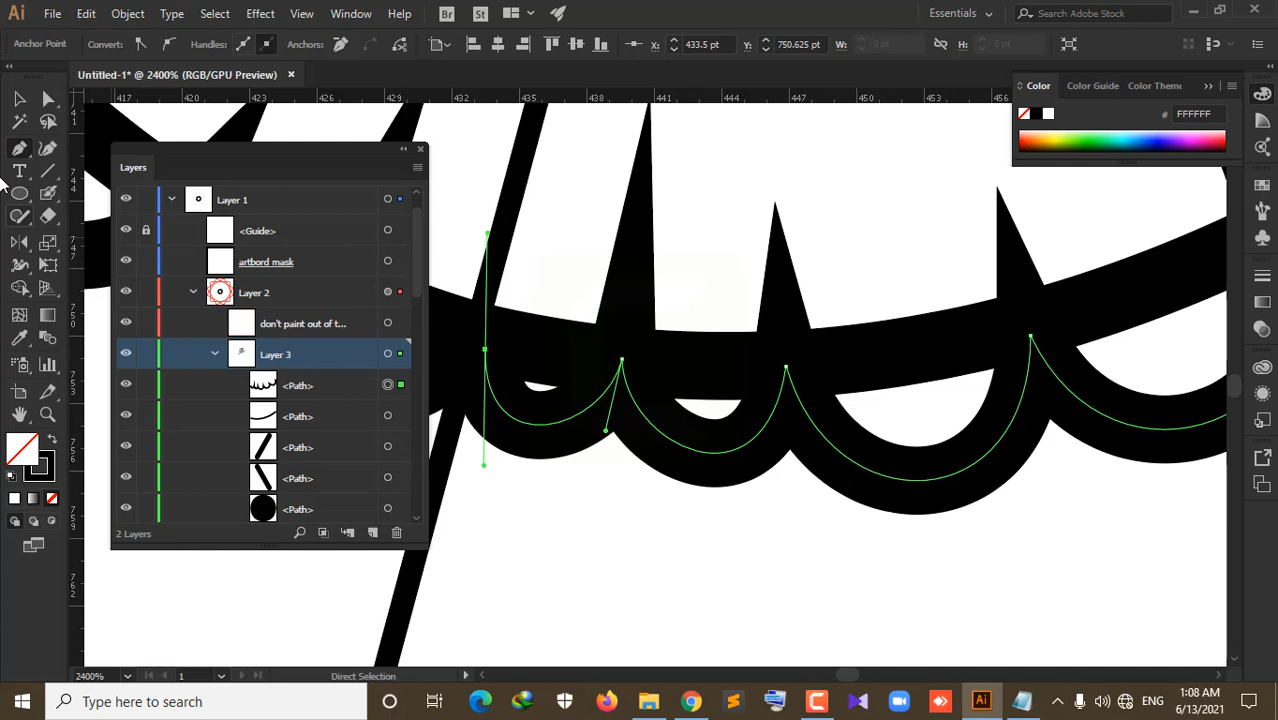 Ai File Edit Object Type Select Effect View Window Help Br St Essentials Search Adobe Stock
Anchor Point Convert: Handles: Anchors: X: 433.5 pt Y: 750.625 pt W: 0 pt H: 0 pt
Untitled-1* @ 2400% (RGB/GPU Preview)
Color Color Guide Color Theme
417 420 423 426 429 432 435 438 441 444 447 450 453 456
# FFFFFF
Layers
Layer 1
<Guide>
artbord mask
Layer 2
don't paint out of t...
Layer 3
<Path>
<Path>
<Path>
<Path>
<Path>
2 Layers
2400% 1 Direct Selection
Type here to search
ENG
1:08 AM
6/13/2021